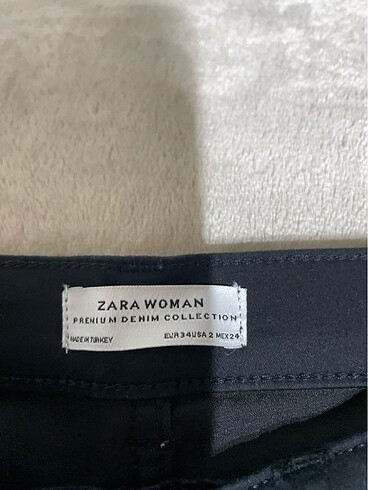 ZARA WOMAN
PREMIUM DENIM COLLECTION
MADE IN TURKEY EUR 34 USA 2 MEX 24